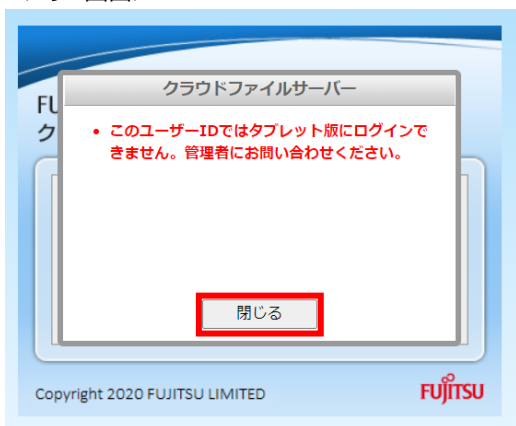 クラウドファイルサーバー
FU
ク
• このユーザーIDではタブレット版にログインで
きません。管理者にお問い合わせください。
閉じる
Copyright 2020 FUJITSU LIMITED
FUJITSU